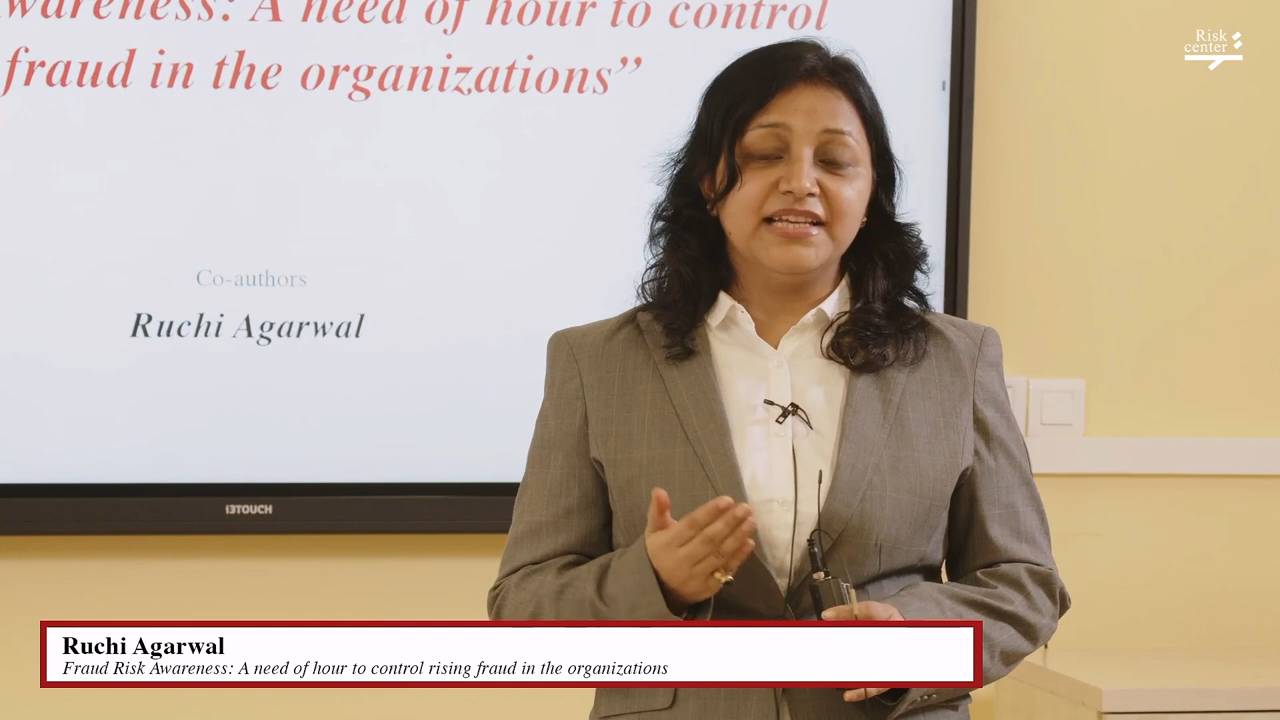 wareness: A need of hour to control
fraud in the organizations”
Risk
center
Co-authors
Ruchi Agarwal
i3TOUCH
Ruchi Agarwal
Fraud Risk Awareness: A need of hour to control rising fraud in the organizations